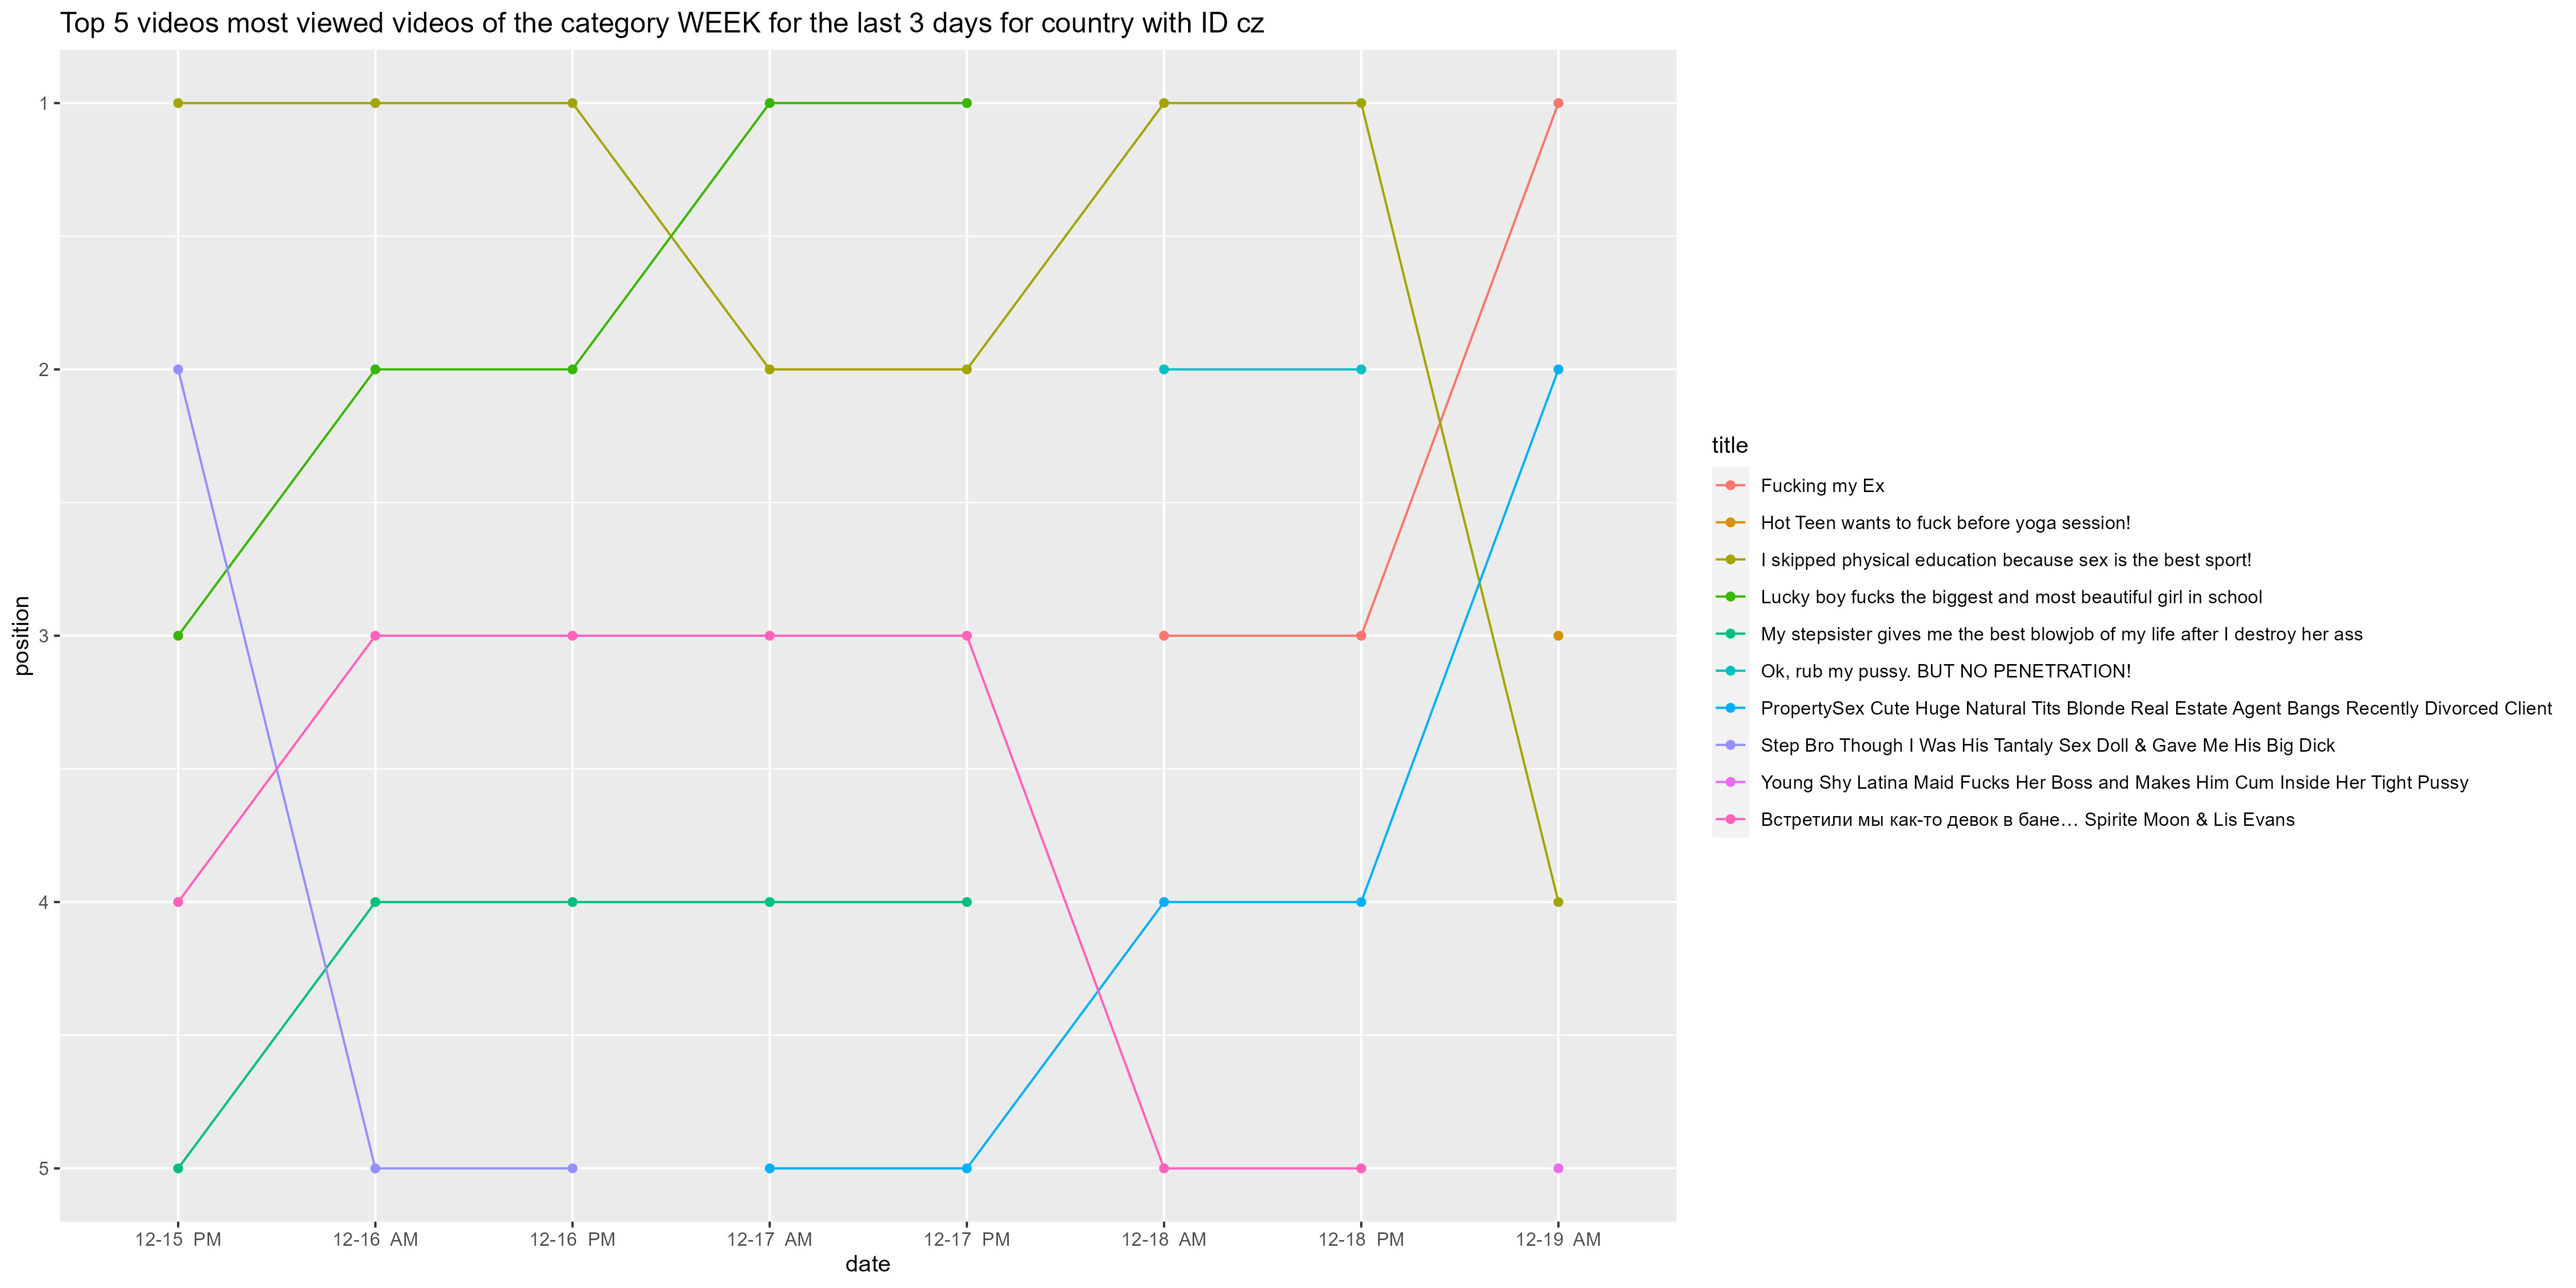 Top 5 videos most viewed videos of the category WEEK for the last 3 days for country with ID cz
position
1
2
3
4
5
12-15 PM
12-16 AM
12-16 PM
12-17 AM
12-17 PM
12-18 AM
12-18 PM
12-19 AM
date
title
Fucking my Ex
Hot Teen wants to fuck before yoga session!
I skipped physical education because sex is the best sport!
Lucky boy fucks the biggest and most beautiful girl in school
My stepsister gives me the best blowjob of my life after I destroy her ass
Ok, rub my pussy. BUT NO PENETRATION!
PropertySex Cute Huge Natural Tits Blonde Real Estate Agent Bangs Recently Divorced Client
Step Bro Though I Was His Tantaly Sex Doll & Gave Me His Big Dick
Young Shy Latina Maid Fucks Her Boss and Makes Him Cum Inside Her Tight Pussy
Встретили мы как-то девок в бане… Spirite Moon & Lis Evans